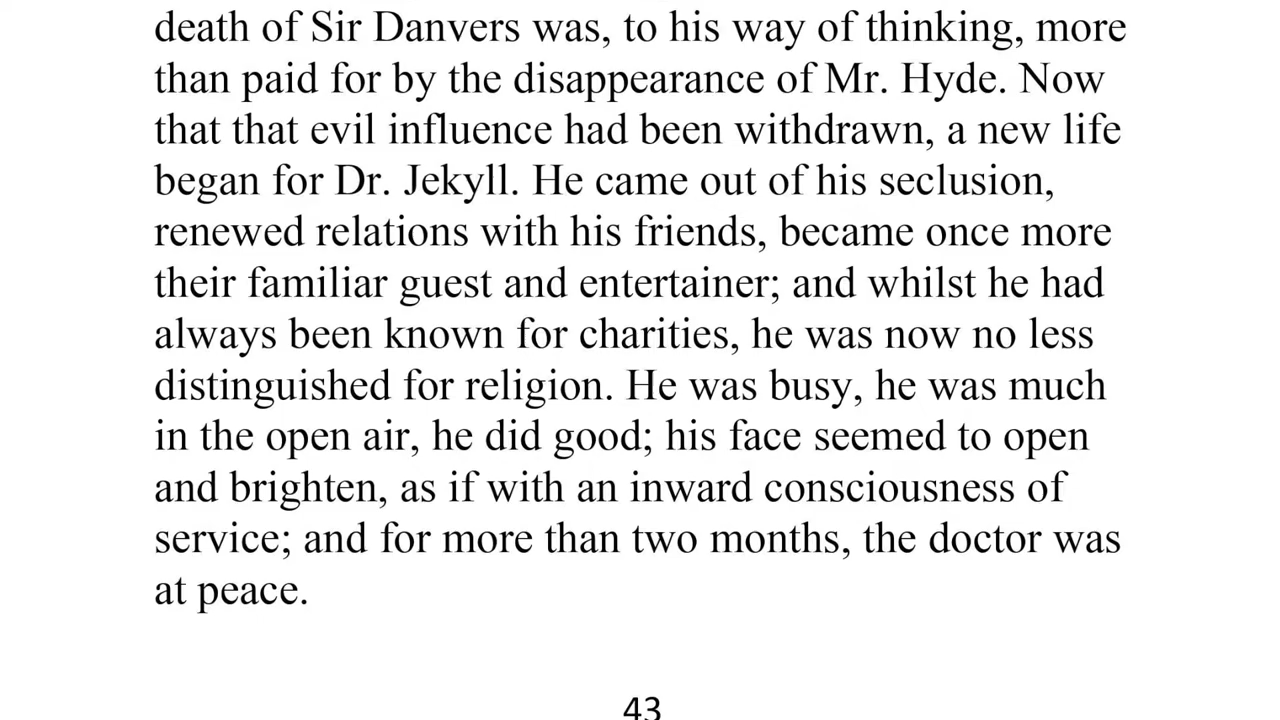 death of Sir Danvers was, to his way of thinking, more
than paid for by the disappearance of Mr. Hyde. Now
that that evil influence had been withdrawn, a new life
began for Dr. Jekyll. He came out of his seclusion,
renewed relations with his friends, became once more
their familiar guest and entertainer; and whilst he had
always been known for charities, he was now no less
distinguished for religion. He was busy, he was much
in the open air, he did good; his face seemed to open
and brighten, as if with an inward consciousness of
service; and for more than two months, the doctor was
at peace.
43